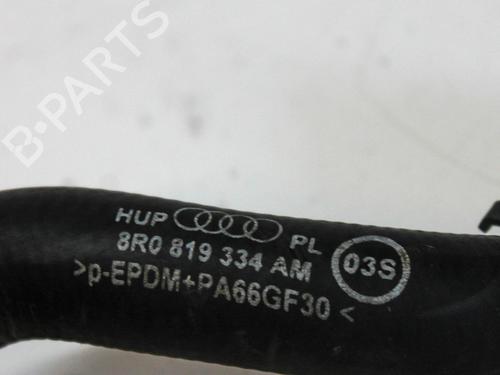 B-PARTS
HUP PL
8R0 819 334 AM
03S
>p-EPDM+PA66GF30<